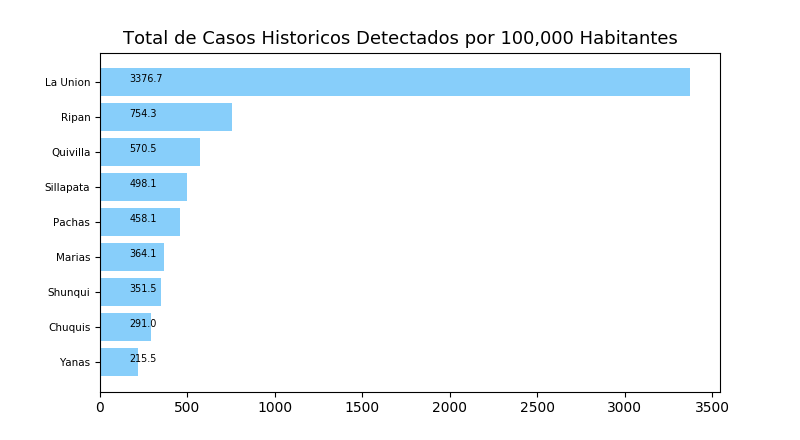 Total de Casos Historicos Detectados por 100,000 Habitantes
La Union 3376.7
Ripan 754.3
Quivilla 570.5
Sillapata 498.1
Pachas 458.1
Marias 364.1
Shunqui 351.5
Chuquis 291.0
Yanas 215.5
0 500 1000 1500 2000 2500 3000 3500